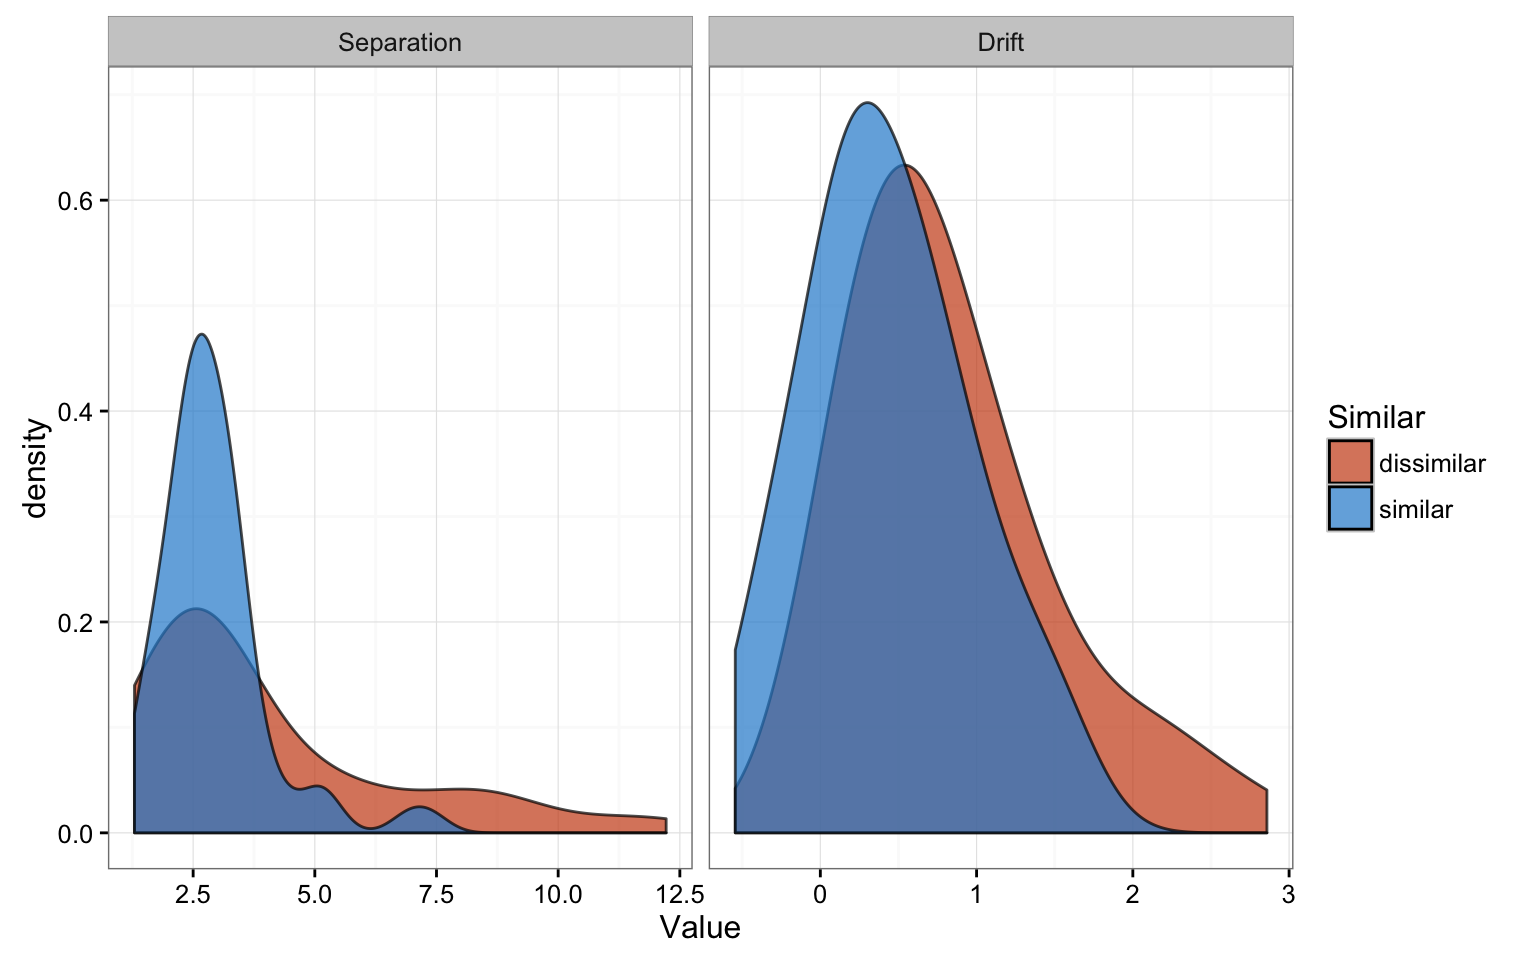 Separation
Drift
density
0.6
0.4
0.2
0.0
2.5 5.0 7.5 10.0 12.5
0 1 2 3
Value
Similar
dissimilar
similar